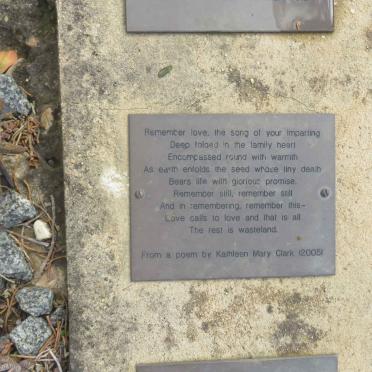 Remember love, the song of your imparting
Deep folded in the family heart
Encompassed round with warmth
As earth enfolds the seed whose tiny death
Bears life with glorious promise.
Remember still, remember still
And in remembering, remember this-
Love calls to love and that is all
The rest is wasteland.
From a poem by Kathleen Mary Clark (2005)